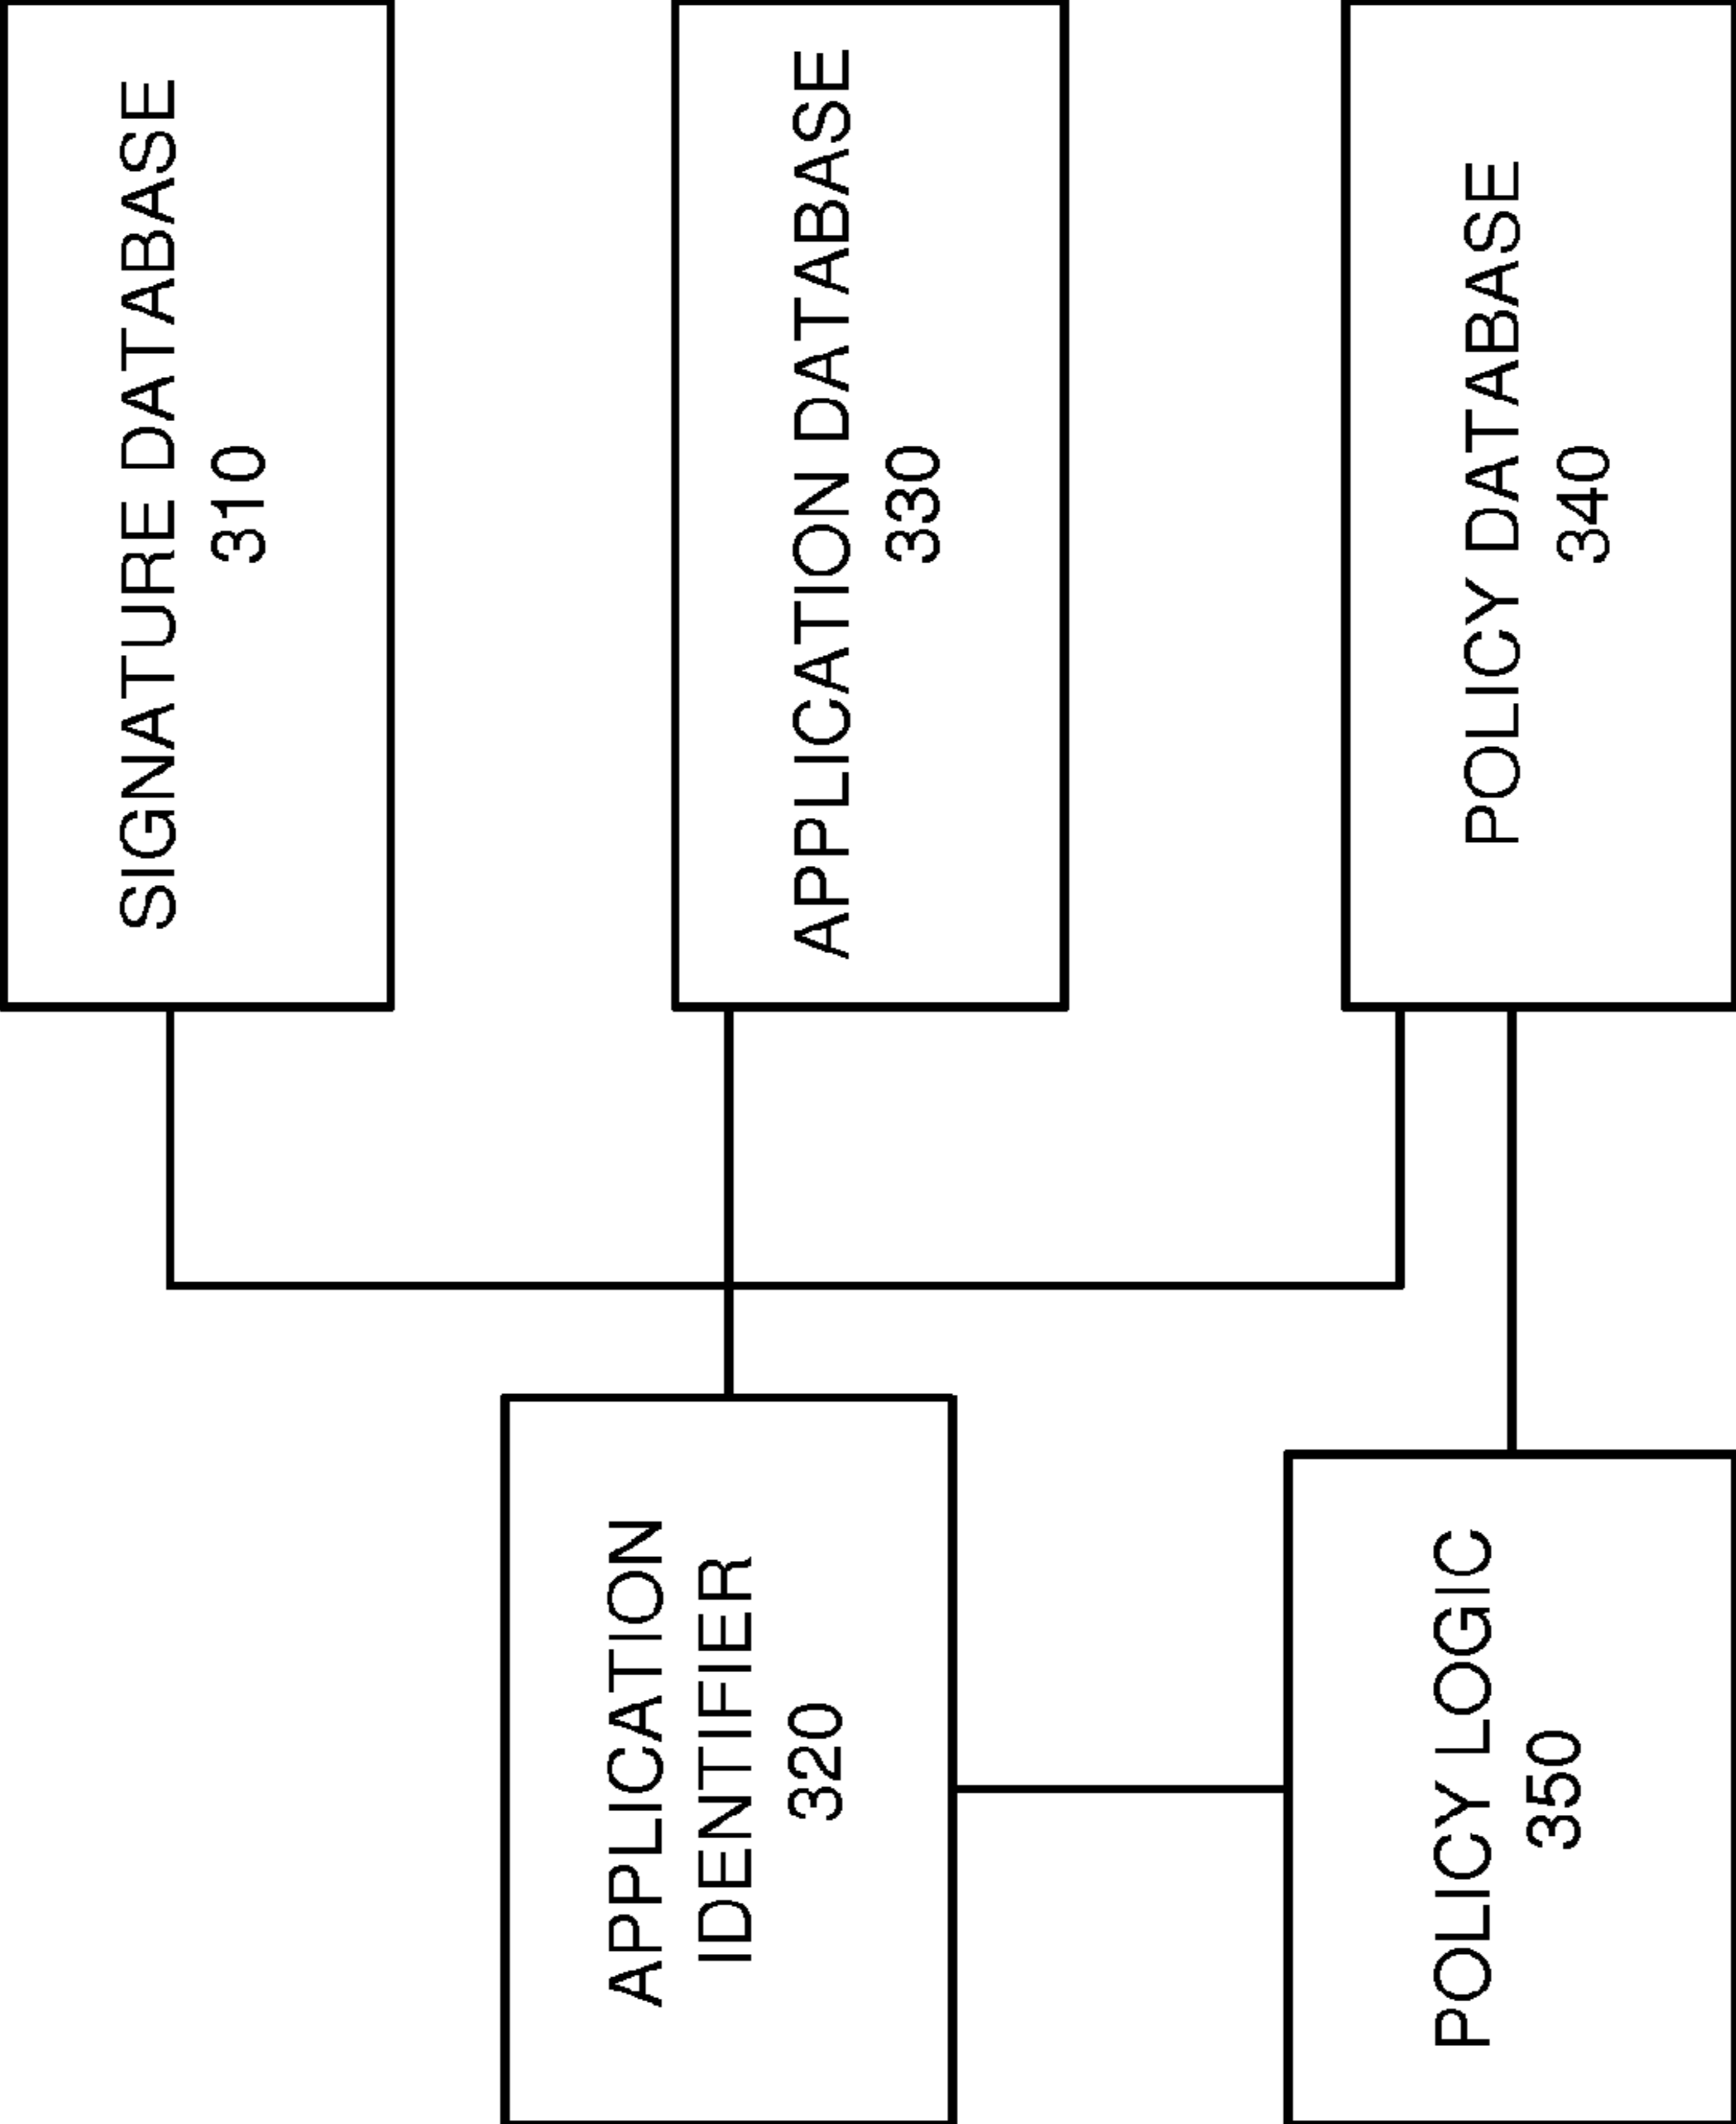 SIGNATURE DATABASE
310
APPLICATION
IDENTIFIER
320
APPLICATION DATABASE
330
POLICY LOGIC
350
POLICY DATABASE
340